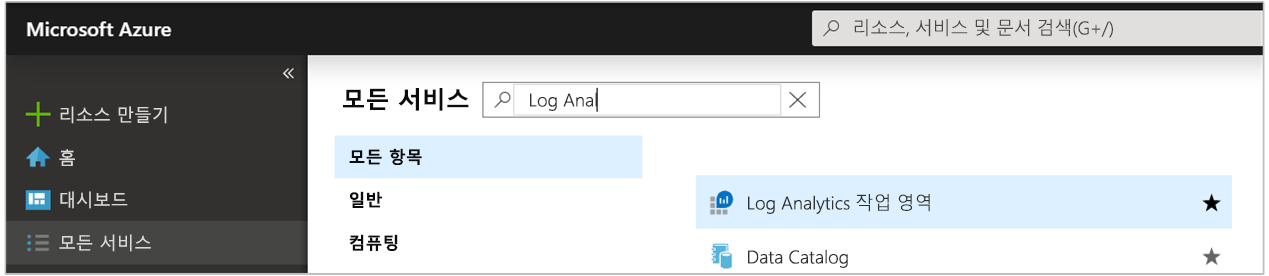 Microsoft Azure
리소스, 서비스 및 문서 검색(G+/)
«
리소스 만들기
홈
대시보드
모든 서비스
모든 서비스
Log Anal
모든 항목
일반
컴퓨팅
Log Analytics 작업 영역
Data Catalog